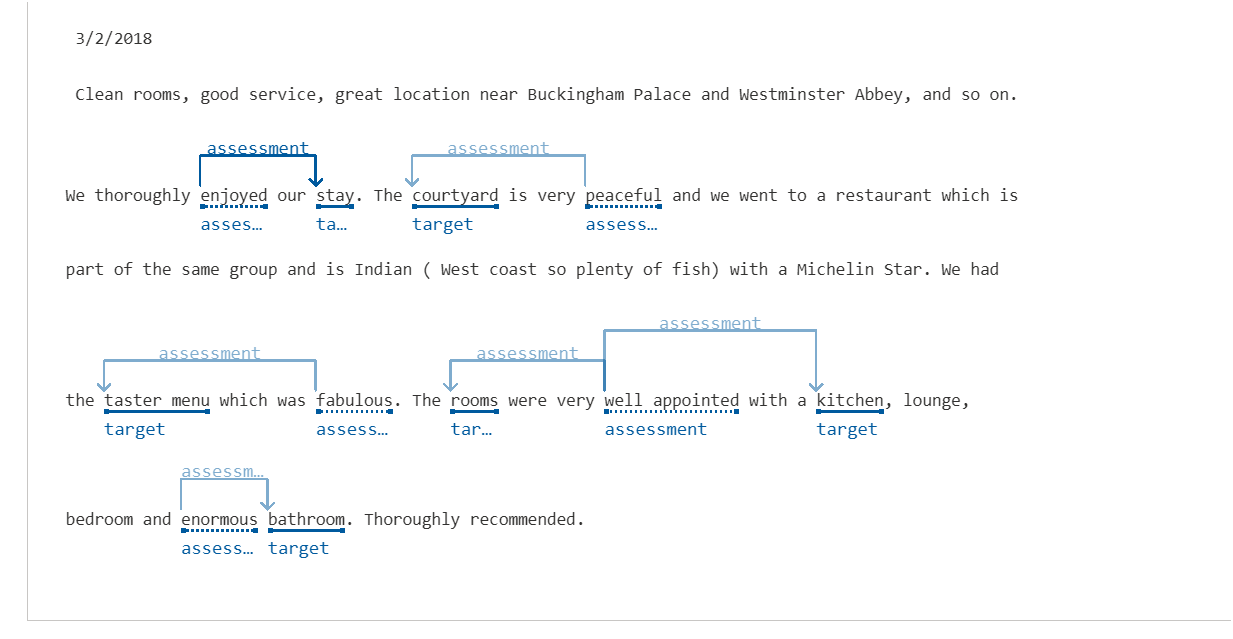 3/2/2018
Clean rooms, good service, great location near Buckingham Palace and Westminster Abbey, and so on.
assessment assessment
We thoroughly enjoyed our stay. The courtyard is very peaceful and we went to a restaurant which is
asses… ta… target assess…
part of the same group and is Indian ( West coast so plenty of fish) with a Michelin Star. We had
assessment
assessment assessment
the taster menu which was fabulous. The rooms were very well appointed with a kitchen, lounge,
target assess… tar… assessment target
assessm…
bedroom and enormous bathroom. Thoroughly recommended.
assess… target